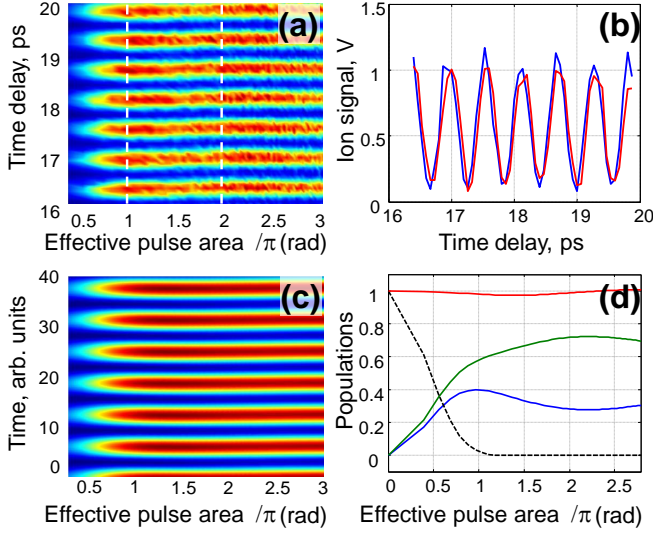 (a)
Time delay, ps
20
19
18
17
16
0.5 1 1.5 2 2.5 3
Effective pulse area /π (rad)
(b)
Ion signal, V
1.5
1
0.5
0
16 17 18 19 20
Time delay, ps
(c)
Time, arb. units
40
30
20
10
0
0.5 1 1.5 2 2.5 3
Effective pulse area /π (rad)
(d)
Populations
1
0.8
0.6
0.4
0.2
0
0 0.5 1.0 1.5 2 2.5
Effective pulse area /π (rad)